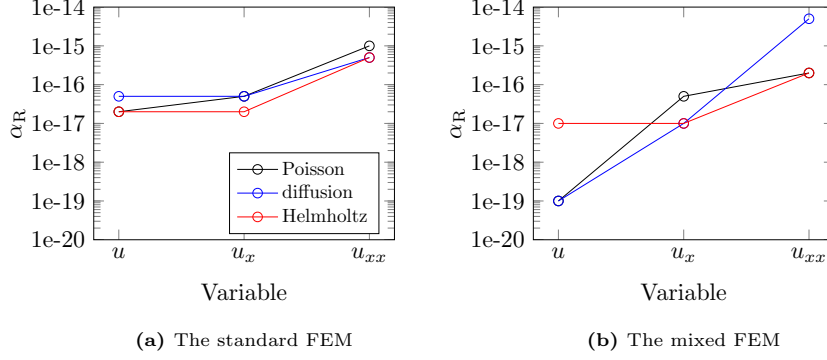 1e-14
1e-15
1e-16
1e-17
1e-18
1e-19
1e-20
αR
Poisson
diffusion
Helmholtz
u
ux
uxx
Variable
(a) The standard FEM
1e-14
1e-15
1e-16
1e-17
1e-18
1e-19
1e-20
αR
u
ux
uxx
Variable
(b) The mixed FEM